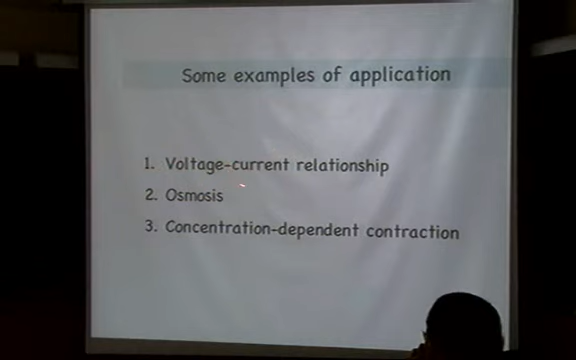 Some examples of application
1. Voltage-current relationship
2. Osmosis
3. Concentration-dependent contraction